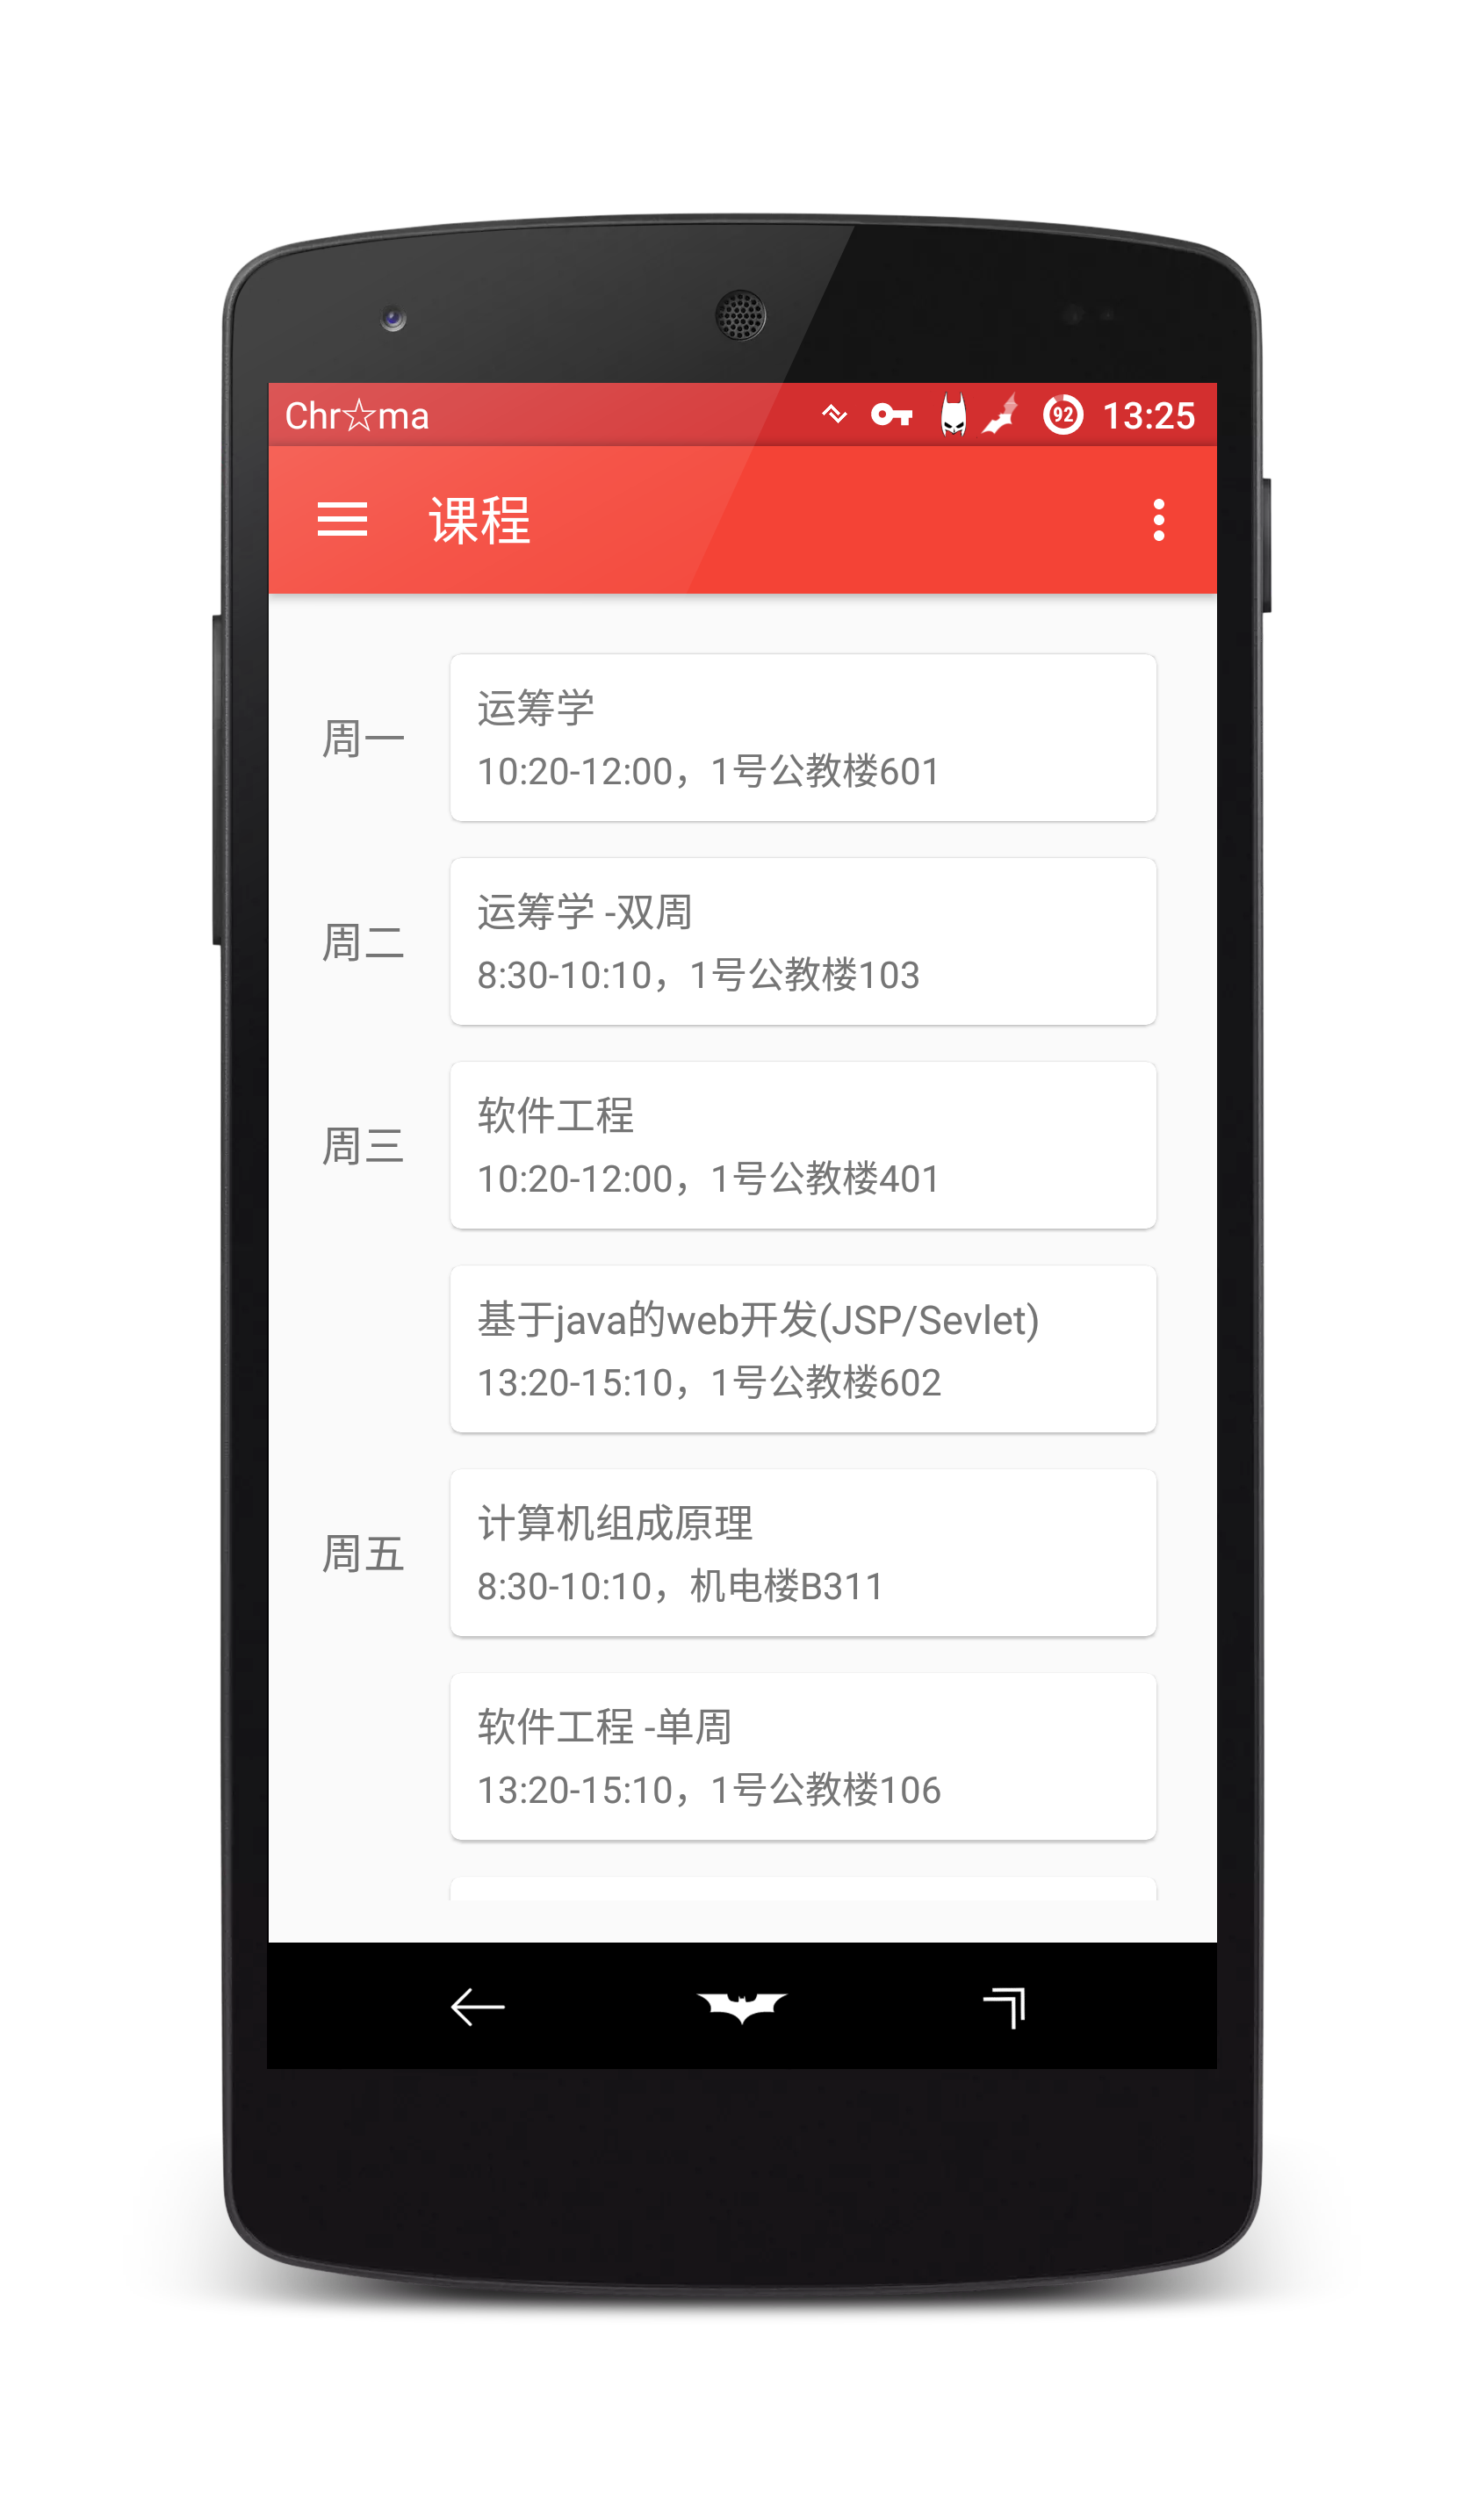 Chr☆ma
92 13:25
课程
周一
运筹学
10:20-12:00，1号公教楼601
周二
运筹学 -双周
8:30-10:10，1号公教楼103
周三
软件工程
10:20-12:00，1号公教楼401
基于java的web开发(JSP/Sevlet)
13:20-15:10，1号公教楼602
周五
计算机组成原理
8:30-10:10，机电楼B311
软件工程 -单周
13:20-15:10，1号公教楼106